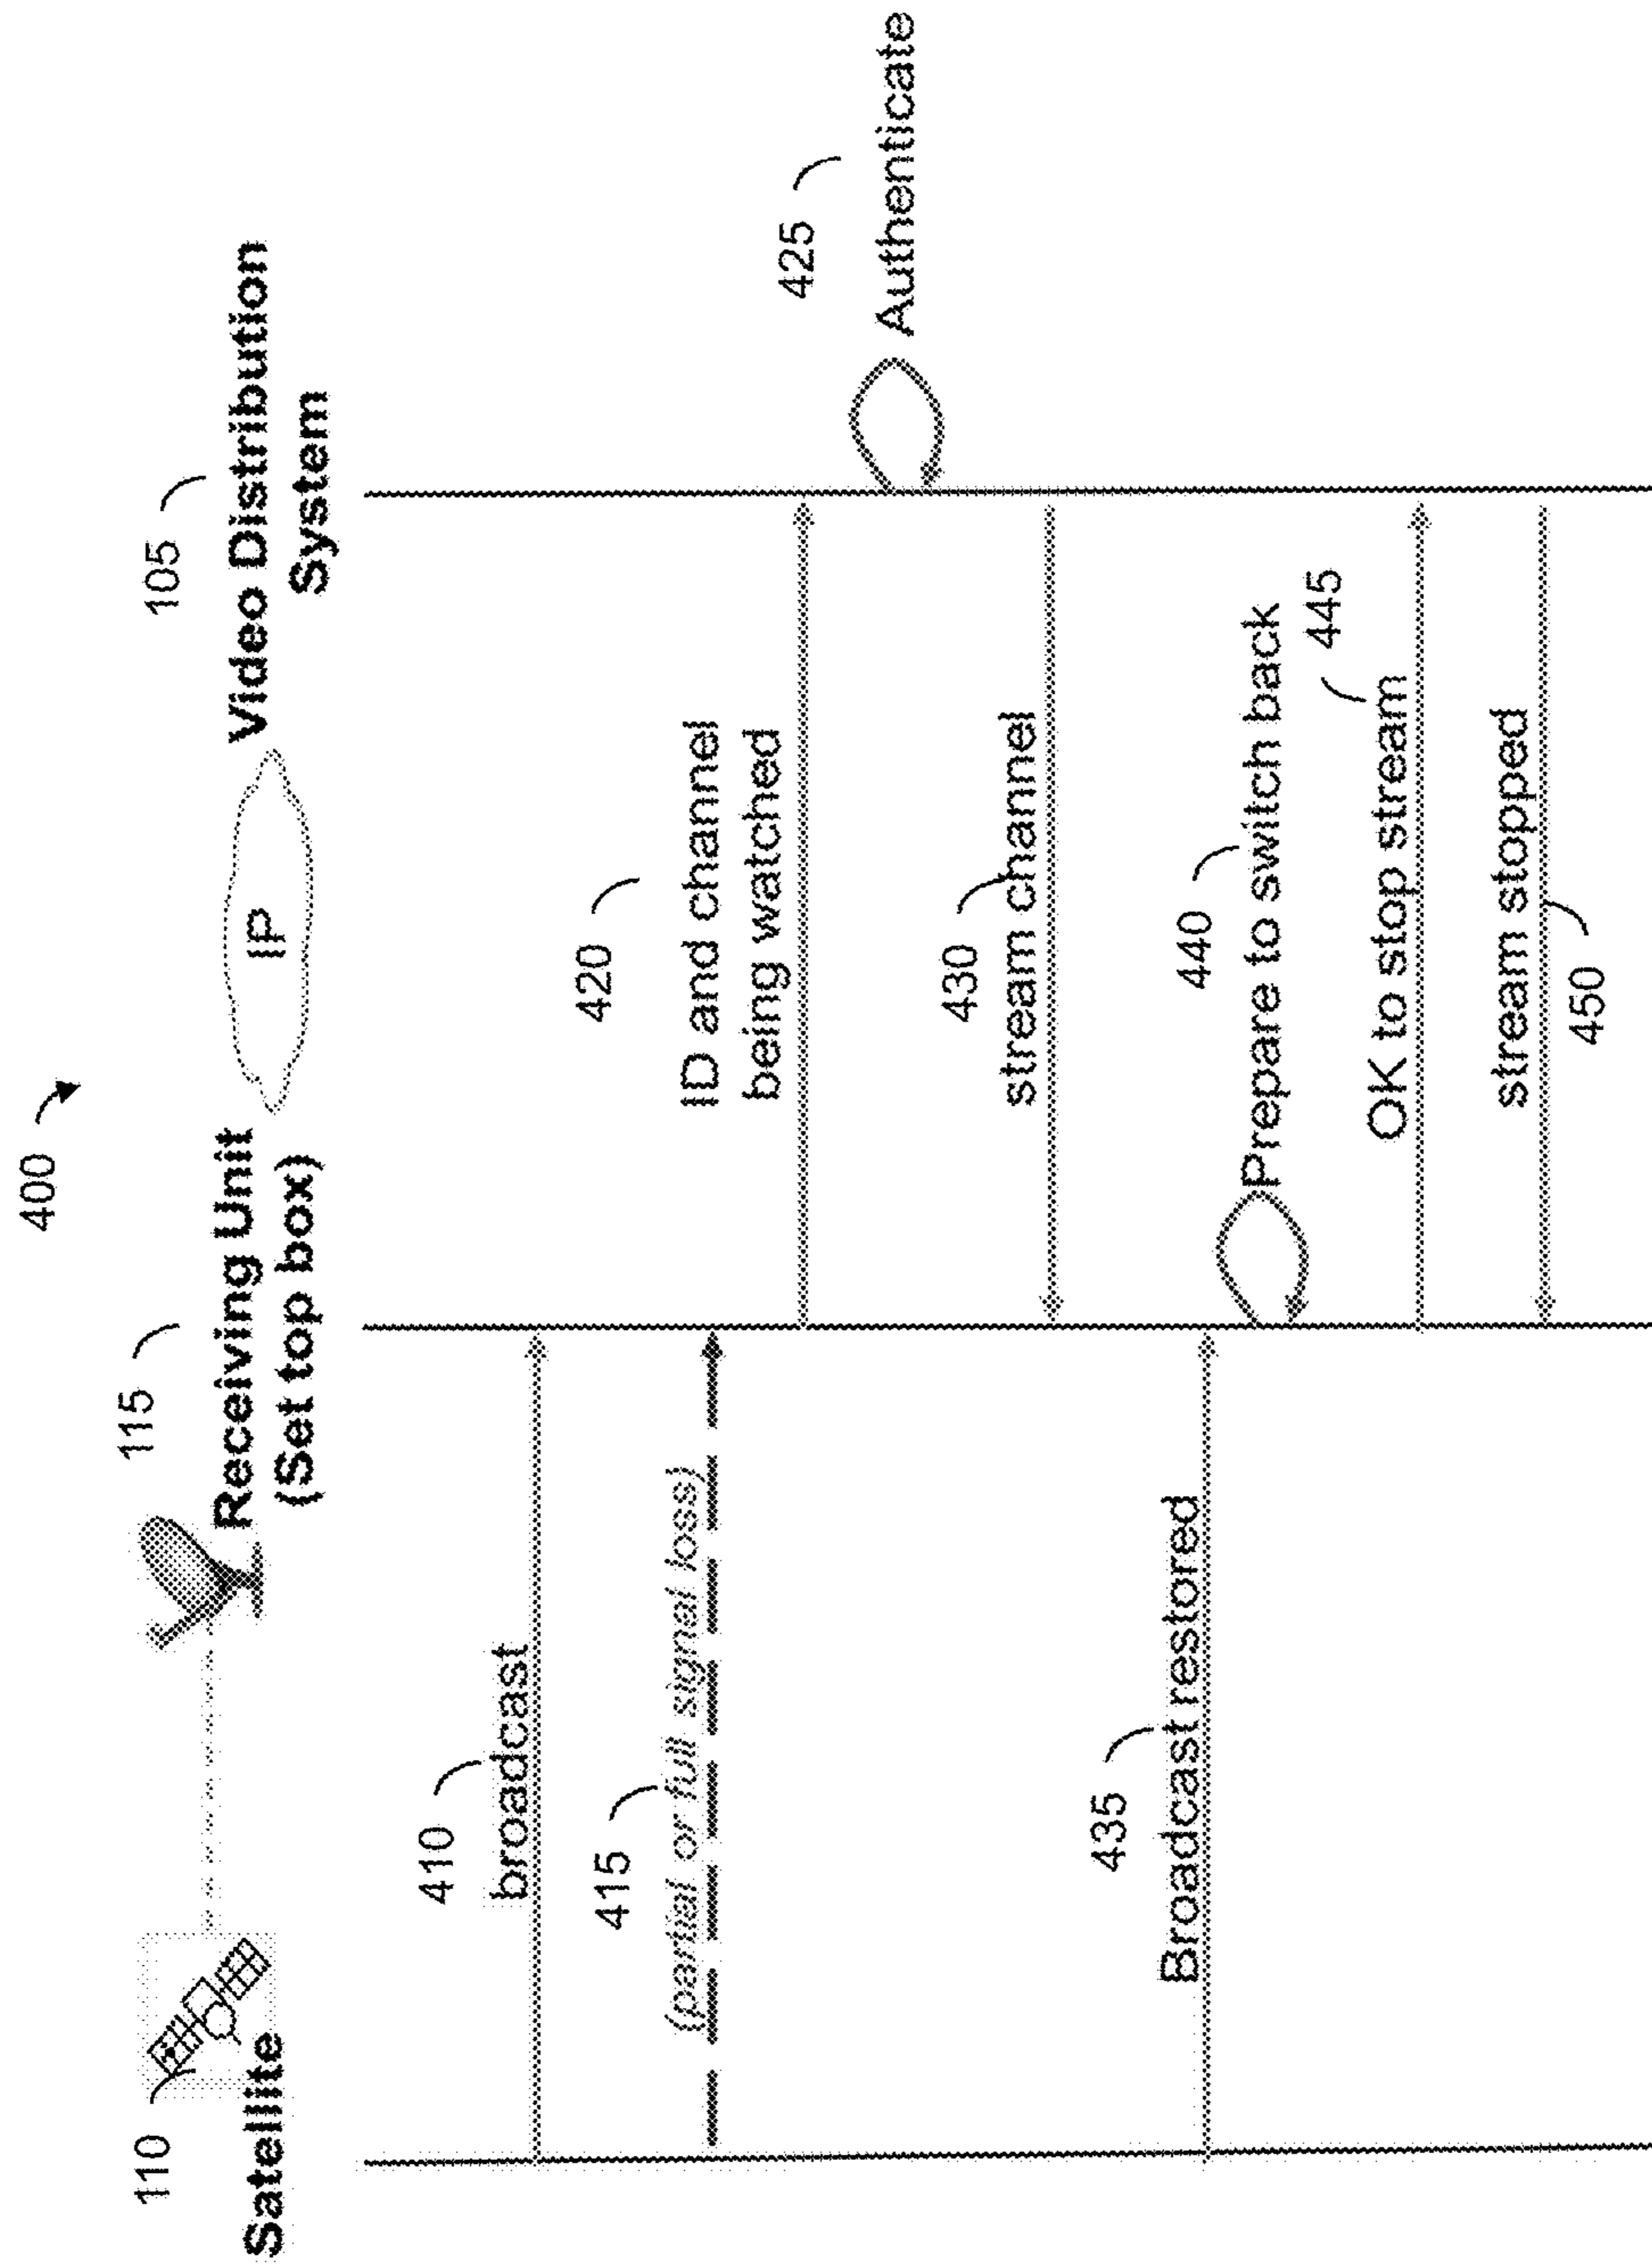 400
110
Satellite
115
Receiving Unit
(Set top box)
IP
105
Video Distribution
System
410
broadcast
415
(partial or full signal loss)
420
ID and channel
being watched
425
Authenticate
430
stream channel
435
Broadcast restored
440
Prepare to switch back
445
OK to stop stream
stream stopped
450